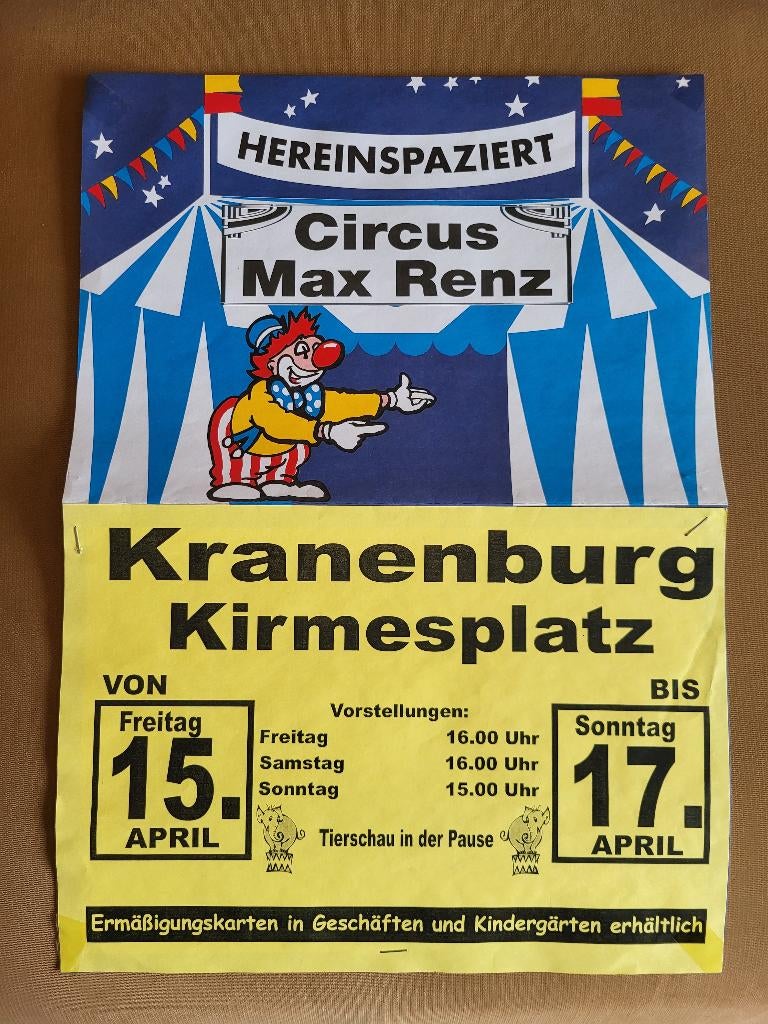 HEREINSPAZIERT
Circus
Max Renz
Kranenburg
Kirmesplatz
VON
BIS
Freitag
15.
APRIL
Vorstellungen:
Freitag 16.00 Uhr
Samstag 16.00 Uhr
Sonntag 15.00 Uhr
Tierschau in der Pause
Sonntag
17.
APRIL
Ermäßigungskarten in Geschäften und Kindergärten erhältlich